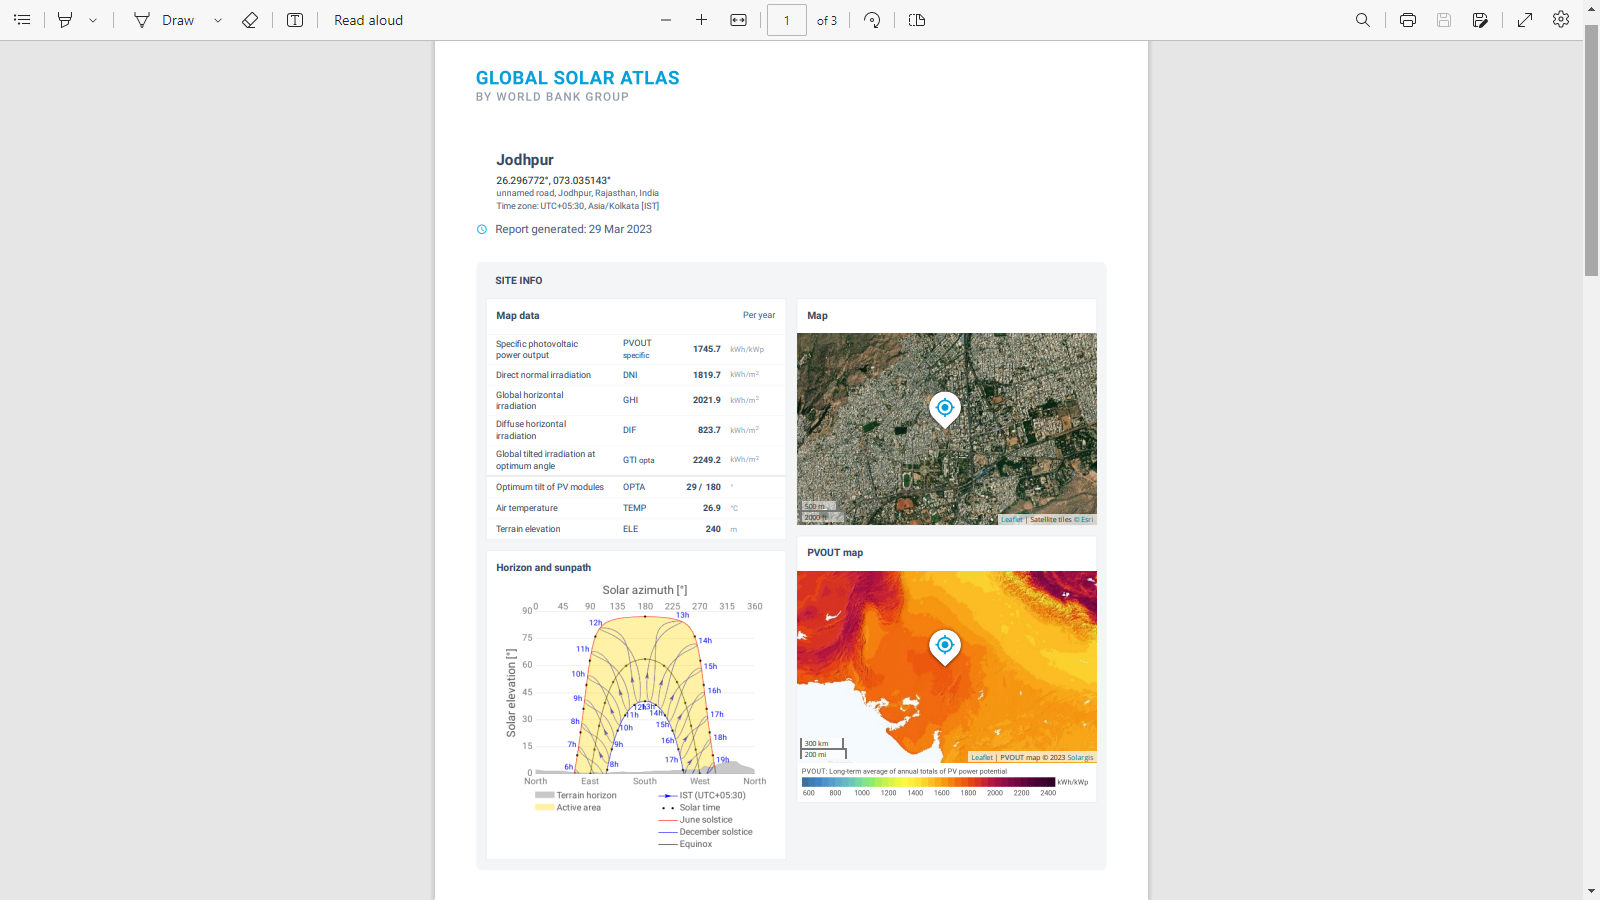 Draw
Read aloud
1
of 3
GLOBAL SOLAR ATLAS
BY WORLD BANK GROUP
Jodhpur
26.296772°, 073.035143°
unnamed road, Jodhpur, Rajasthan, India
Time zone: UTC+05:30, Asia/Kolkata [IST]
Report generated: 29 Mar 2023
SITE INFO
Map data
Per year
Specific photovoltaic
power output
PVOUT
specific
1745.7
kWh/kWp
Direct normal irradiation
DNI
1819.7
kWh/m²
Global horizontal
irradiation
GHI
2021.9
kWh/m²
Diffuse horizontal
irradiation
DIF
823.7
kWh/m²
Global tilted irradiation at
optimum angle
GTI opta
2249.2
kWh/m²
Optimum tilt of PV modules
OPTA
29 / 180
°
Air temperature
TEMP
26.9
°C
Terrain elevation
ELE
240
m
Map
500 m
2000 ft
Leaflet | Satellite tiles © Esri
PVOUT map
300 km
200 mi
Leaflet | PVOUT map © 2023 Solargis
PVOUT: Long-term average of annual totals of PV power potential
kWh/kWp
600 800 1000 1200 1400 1600 1800 2000 2200 2400
Horizon and sunpath
Solar azimuth [°]
0 45 90 135 180 225 270 315 360
Solar elevation [°]
90
75
60
45
30
15
0
12h
13h
11h
14h
10h
15h
9h
16h
8h
17h
7h
18h
6h
19h
12h
13h
11h
14h
10h
15h
9h
16h
8h
17h
North East South West North
Terrain horizon
Active area
IST (UTC+05:30)
Solar time
June solstice
December solstice
Equinox